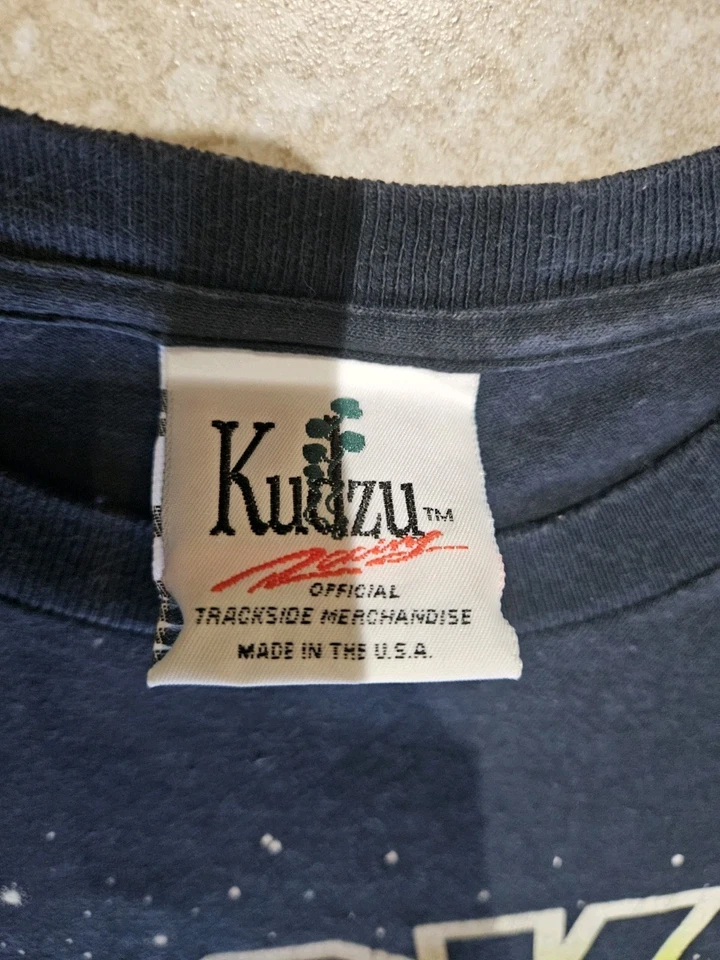 Kudzu™
Racing
OFFICIAL
TRACKSIDE MERCHANDISE
MADE IN THE U.S.A.